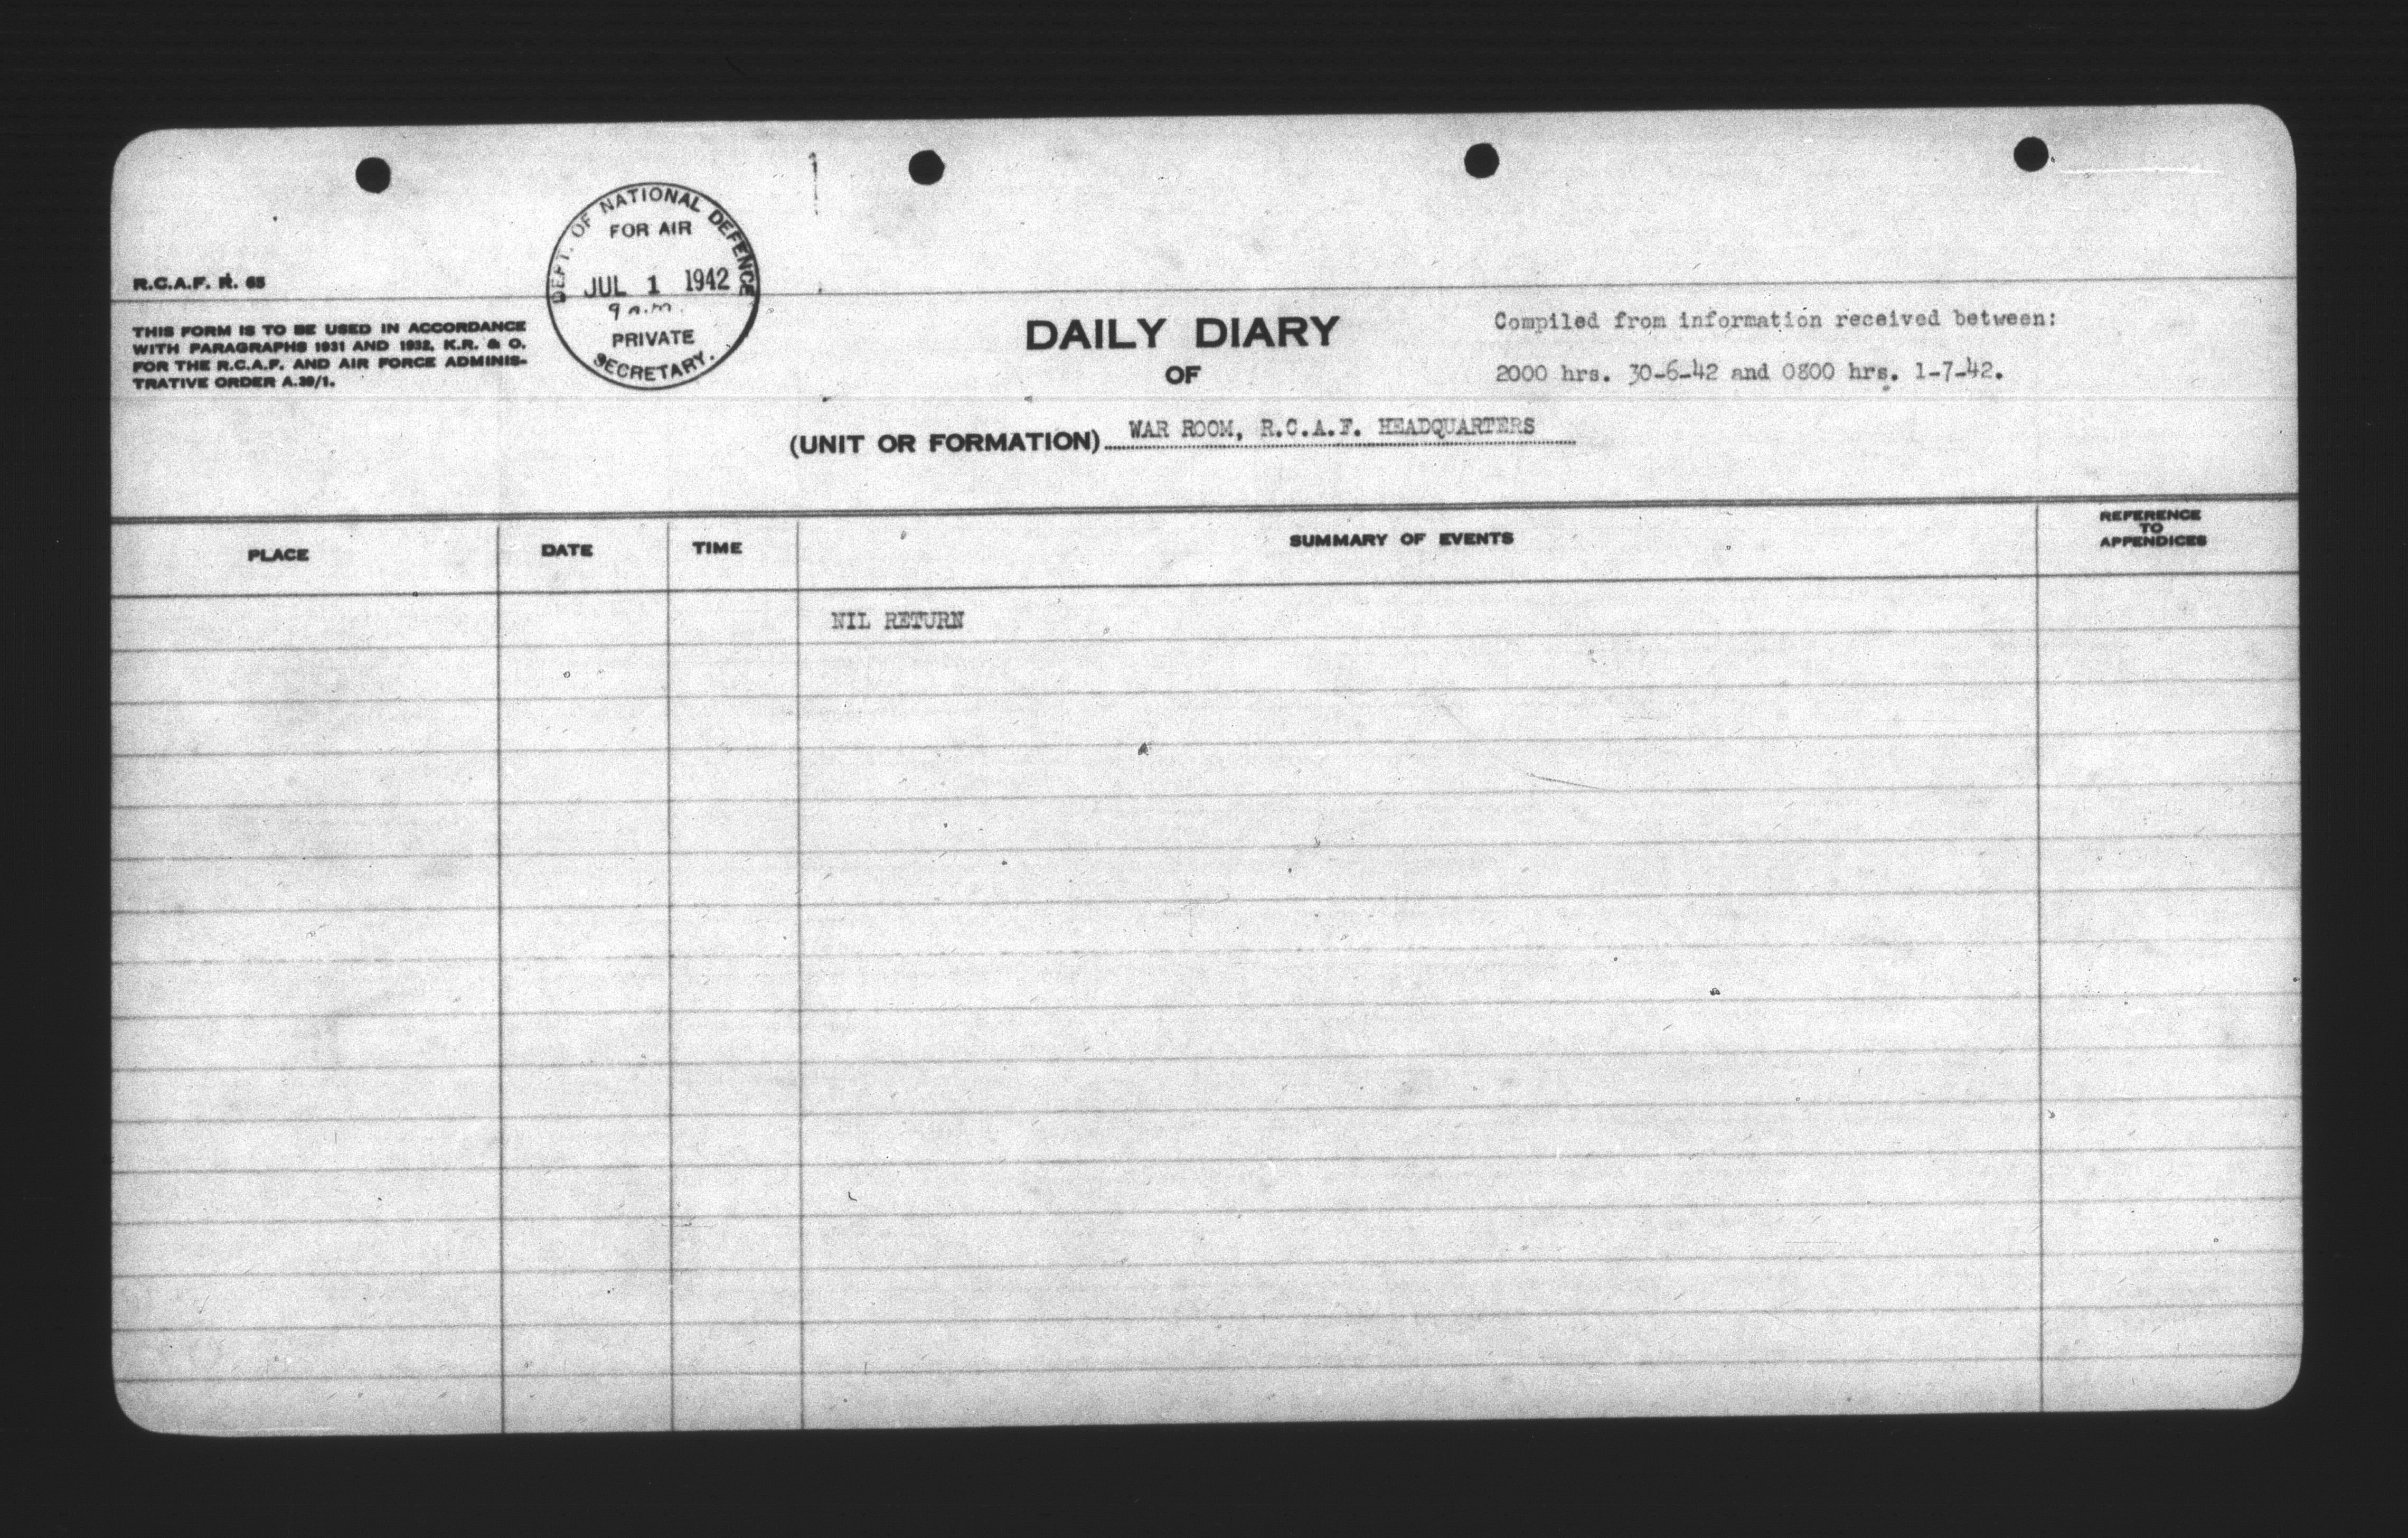 DEPT. OF NATIONAL DEFENCE
FOR AIR
JUL 1 1942
9 a.m.
PRIVATE
SECRETARY.
R.C.A.F. R. 65
THIS FORM IS TO BE USED IN ACCORDANCE
WITH PARAGRAPHS 1931 AND 1932, K.R. & O.
FOR THE R.C.A.F. AND AIR FORCE ADMINIS-
TRATIVE ORDER A.39/1.
DAILY DIARY
OF
Compiled from information received between:
2000 hrs. 30-6-42 and 0800 hrs. 1-7-42.
(UNIT OR FORMATION) WAR ROOM, R.C.A.F. HEADQUARTERS
PLACE DATE TIME SUMMARY OF EVENTS REFERENCE
TO
APPENDICES
NIL RETURN